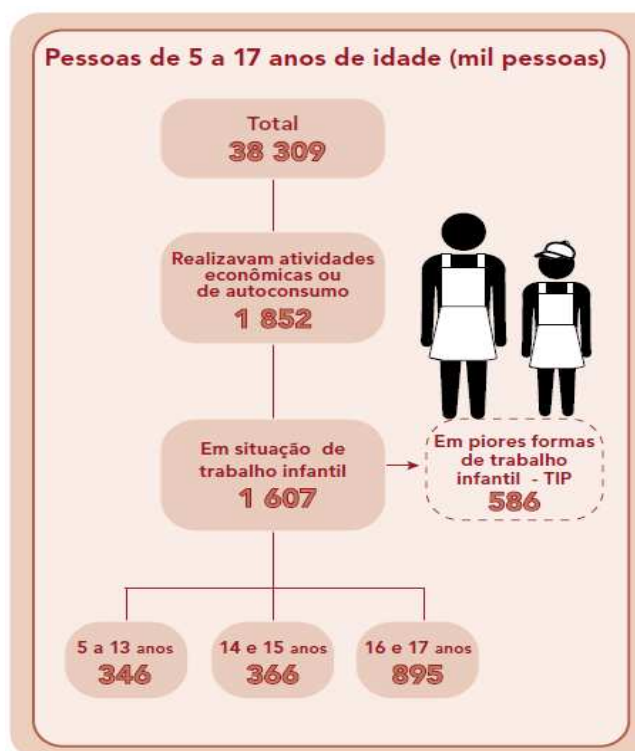 Pessoas de 5 a 17 anos de idade (mil pessoas)
Total
38 309
Realizavam atividades
econômicas ou
de autoconsumo
1 852
Em situação de
trabalho infantil
1 607
Em piores formas
de trabalho
infantil - TIP
586
5 a 13 anos
346
14 e 15 anos
366
16 e 17 anos
895